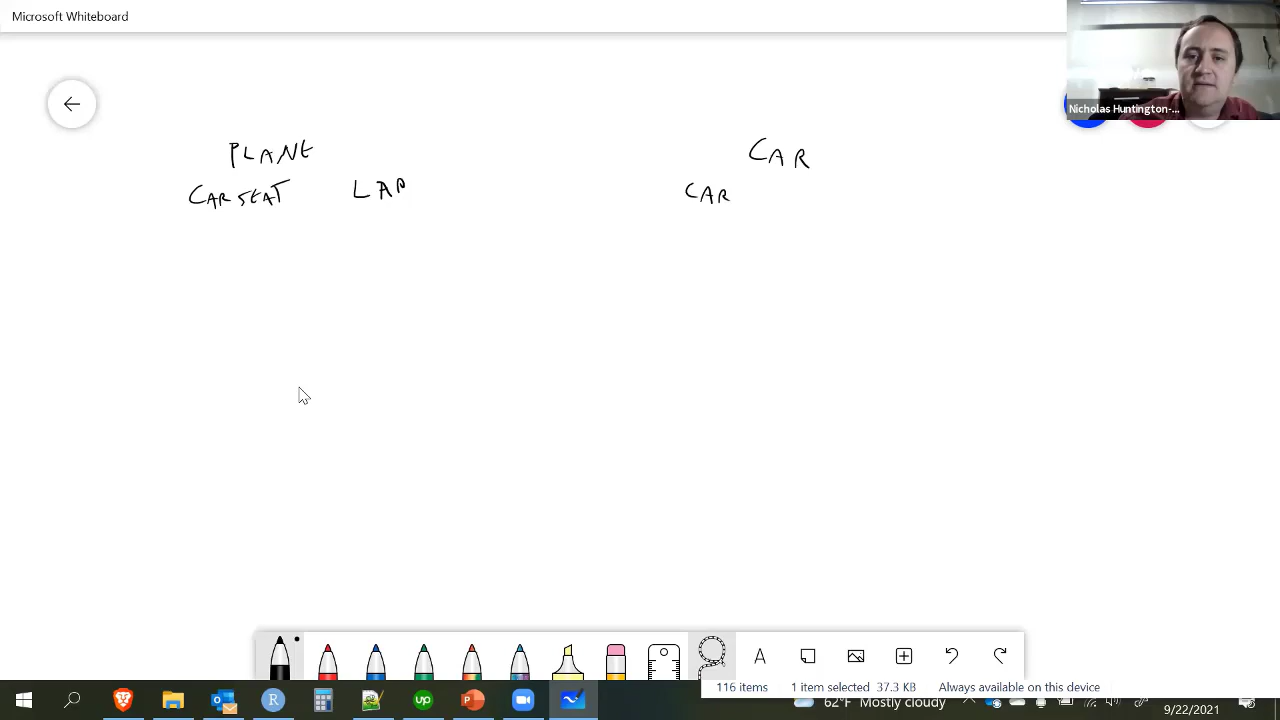 Microsoft Whiteboard
Nicholas Huntington-...
PLANE
CAR
CAR SEAT
LAP
CAR
A
116 items
1 item selected 37.3 KB
Always available on this device
R
up
P
62°F Mostly cloudy
9/22/2021